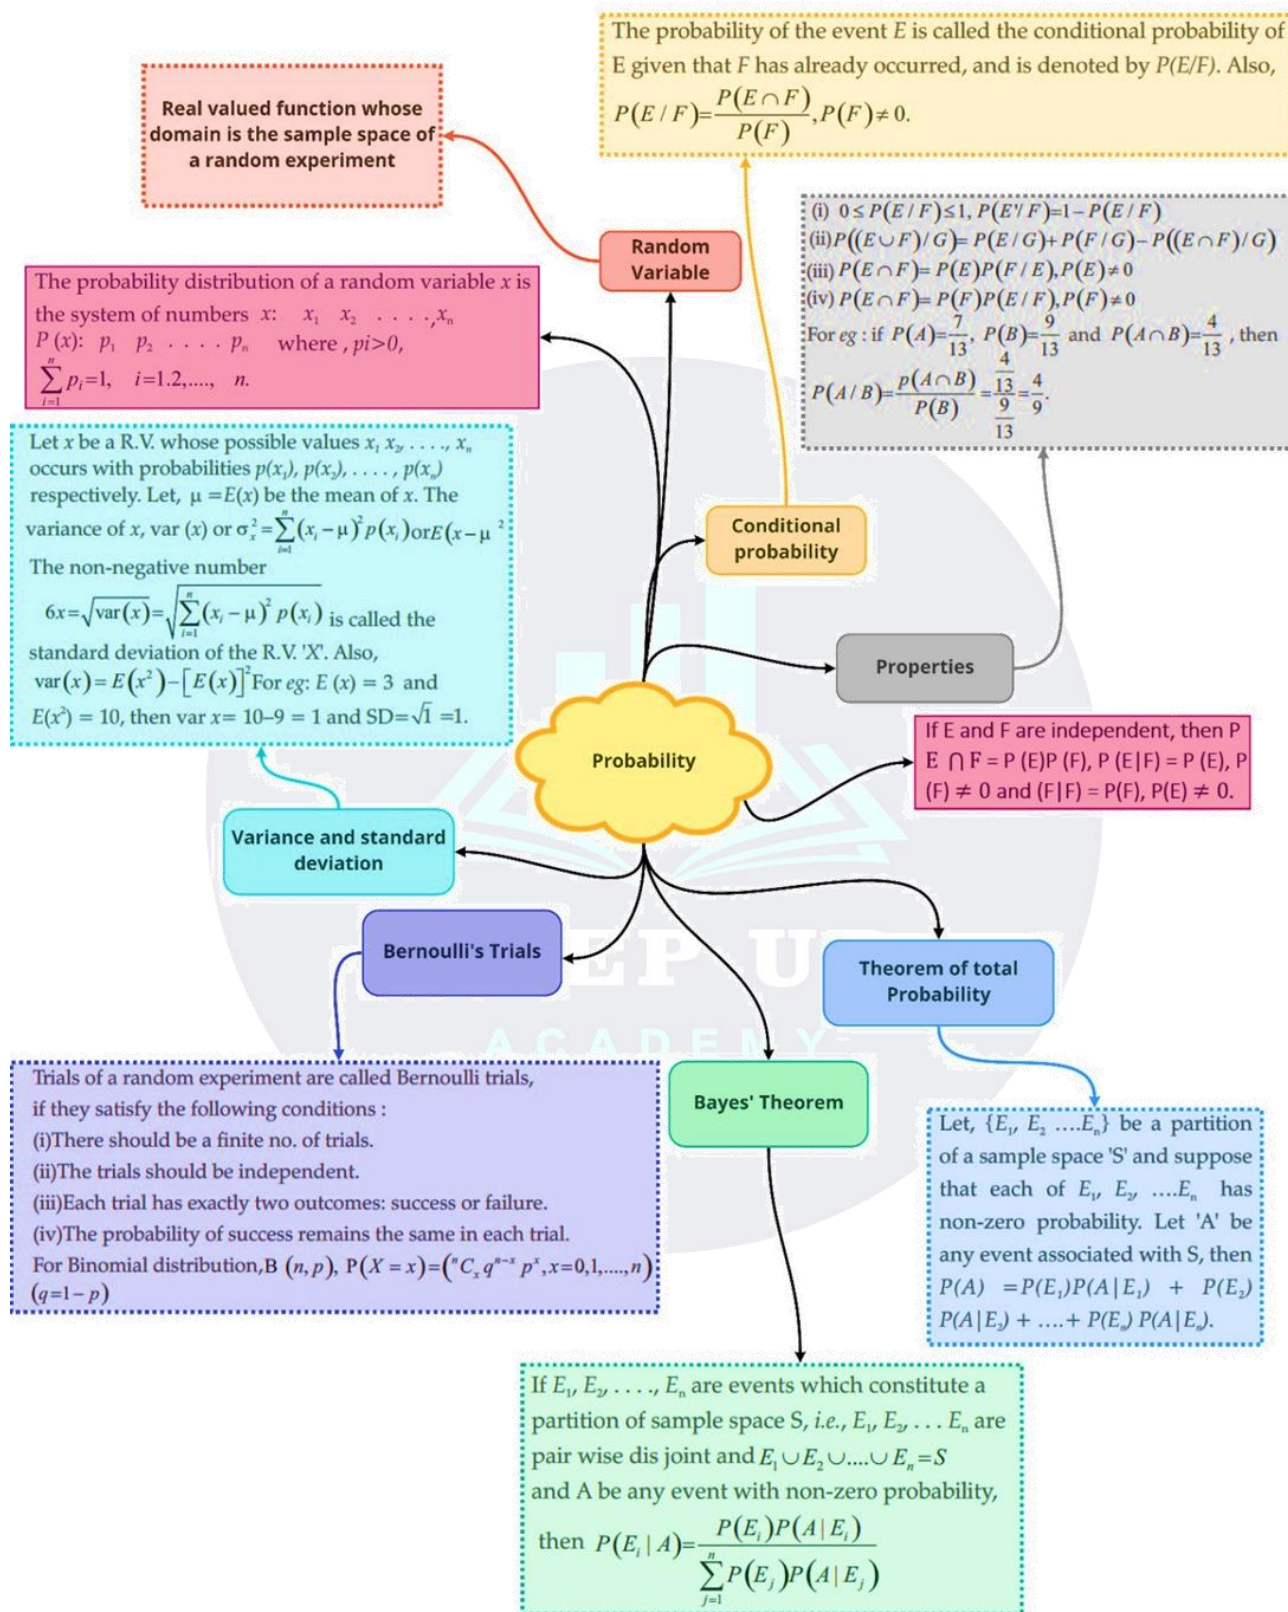 The probability of the event E is called the conditional probability of
E given that F has already occurred, and is denoted by P(E/F). Also,
P(E / F)=P(E ∩ F)/P(F), P(F) ≠ 0.
Real valued function whose
domain is the sample space of
a random experiment
Random
Variable
(i) 0 ≤ P(E / F) ≤ 1, P(E'/ F)=1 − P(E / F)
(ii)P((E ∪ F)/ G)= P(E / G)+ P(F / G)− P((E ∩ F)/ G)
(iii) P(E ∩ F)= P(E)P(F / E), P(E) ≠ 0
(iv) P(E ∩ F)= P(F)P(E / F), P(F) ≠ 0
For eg : if P(A)=7/13, P(B)=9/13 and P(A∩B)=4/13 , then
P(A / B)=p(A∩B)/P(B)=(4/13)/(9/13)=4/9.
The probability distribution of a random variable x is
the system of numbers x: x₁ x₂ . . . . ,xₙ
P (x): p₁ p₂ . . . . pₙ where , pi>0,
∑ⁿᵢ₌₁ pᵢ=1, i=1.2,...., n.
Let x be a R.V. whose possible values x₁ x₂, . . . ., xₙ
occurs with probabilities p(x₁), p(x₂), . . . . , p(xₙ)
respectively. Let, μ =E(x) be the mean of x. The
variance of x, var (x) or σₓ²=∑ⁿᵢ₌₁(xᵢ − μ)² p(xᵢ)orE(x−μ ²
The non-negative number
6x=√var(x)=√∑ⁿᵢ₌₁(xᵢ − μ)² p(xᵢ) is called the
standard deviation of the R.V. 'X'. Also,
var(x)= E(x²)−[E(x)]² For eg: E (x) = 3 and
E(x²) = 10, then var x= 10–9 = 1 and SD=√1 =1.
Conditional
probability
Properties
Probability
If E and F are independent, then P
E ∩ F = P (E)P (F), P (E|F) = P (E), P
(F) ≠ 0 and (F|F) = P(F), P(E) ≠ 0.
Variance and standard
deviation
Bernoulli's Trials
Theorem of total
Probability
EP U
ACADEMY
Bayes' Theorem
Trials of a random experiment are called Bernoulli trials,
if they satisfy the following conditions :
(i)There should be a finite no. of trials.
(ii)The trials should be independent.
(iii)Each trial has exactly two outcomes: success or failure.
(iv)The probability of success remains the same in each trial.
For Binomial distribution,B (n, p), P(X = x)=(ⁿCₓ qⁿ⁻ˣ pˣ,x=0,1,....,n)
(q=1− p)
Let, {E₁, E₂ ....Eₙ} be a partition
of a sample space 'S' and suppose
that each of E₁, E₂, ....Eₙ has
non-zero probability. Let 'A' be
any event associated with S, then
P(A) =P(E₁)P(A|E₁) + P(E₂)
P(A|E₂) + ....+ P(Eₙ) P(A|Eₙ).
If E₁, E₂, . . . . , Eₙ are events which constitute a
partition of sample space S, i.e., E₁, E₂, . . . Eₙ are
pair wise dis joint and E₁ ∪ E₂ ∪....∪ Eₙ = S
and A be any event with non-zero probability,
then P(Eᵢ | A)=P(Eᵢ)P(A | Eᵢ)/∑ⁿⱼ₌₁P(Eⱼ)P(A | Eⱼ)